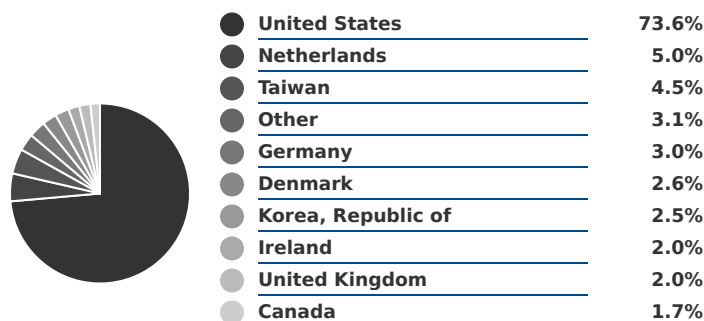 United States 73.6%
Netherlands 5.0%
Taiwan 4.5%
Other 3.1%
Germany 3.0%
Denmark 2.6%
Korea, Republic of 2.5%
Ireland 2.0%
United Kingdom 2.0%
Canada 1.7%